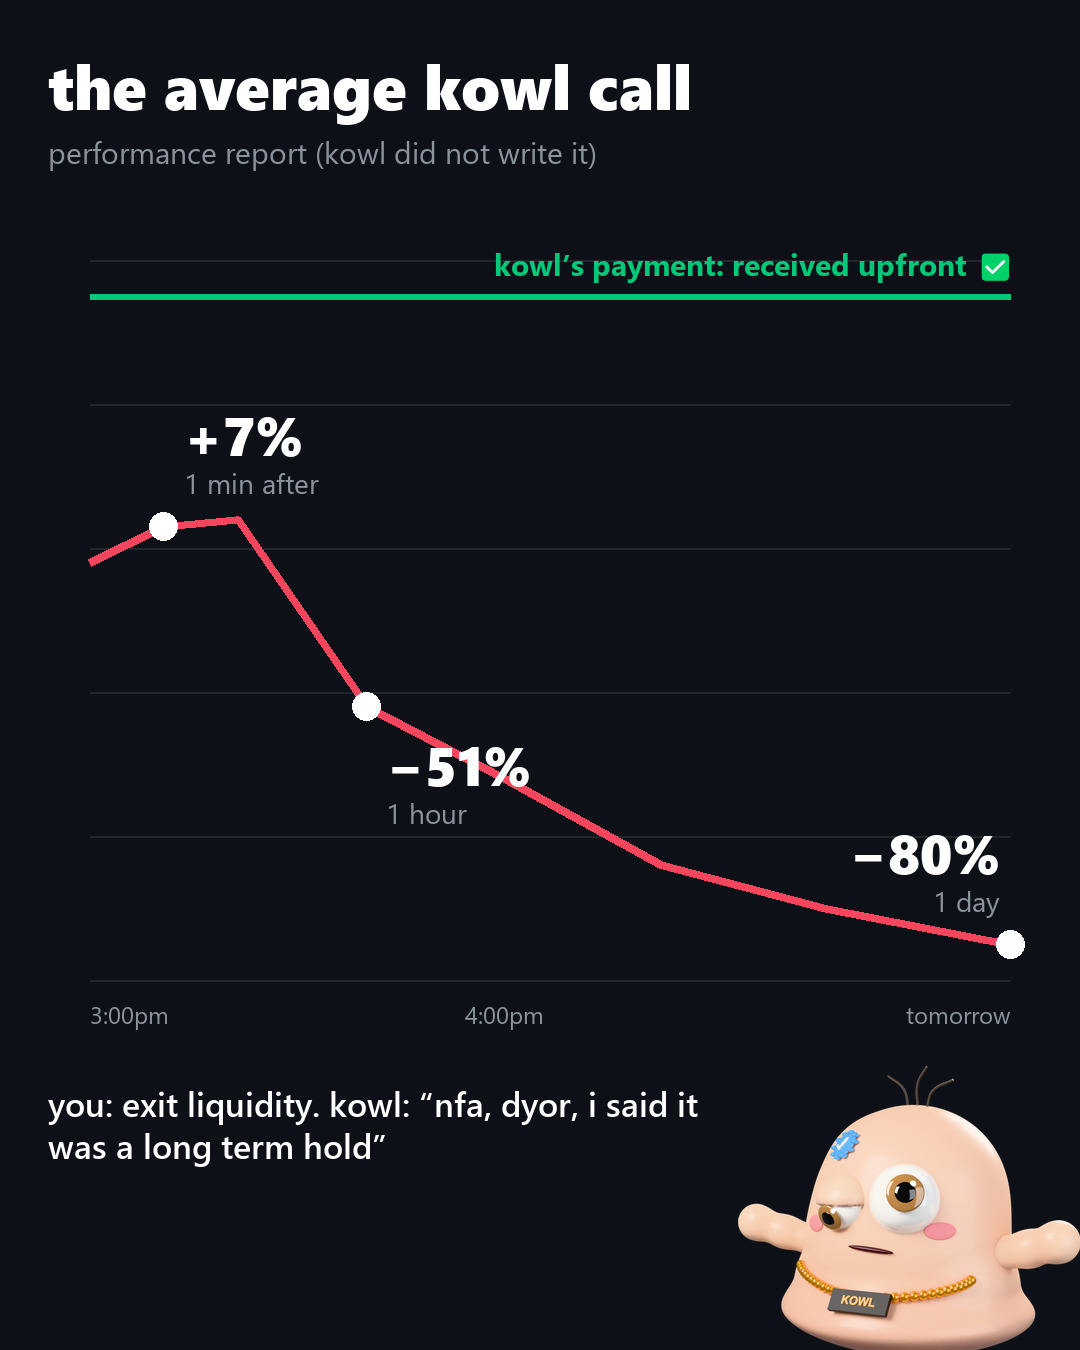 the average kowl call
performance report (kowl did not write it)
kowl’s payment: received upfront ✅
+7%
1 min after
−51%
1 hour
−80%
1 day
3:00pm 4:00pm tomorrow
you: exit liquidity. kowl: “nfa, dyor, i said it
was a long term hold”
KOWL